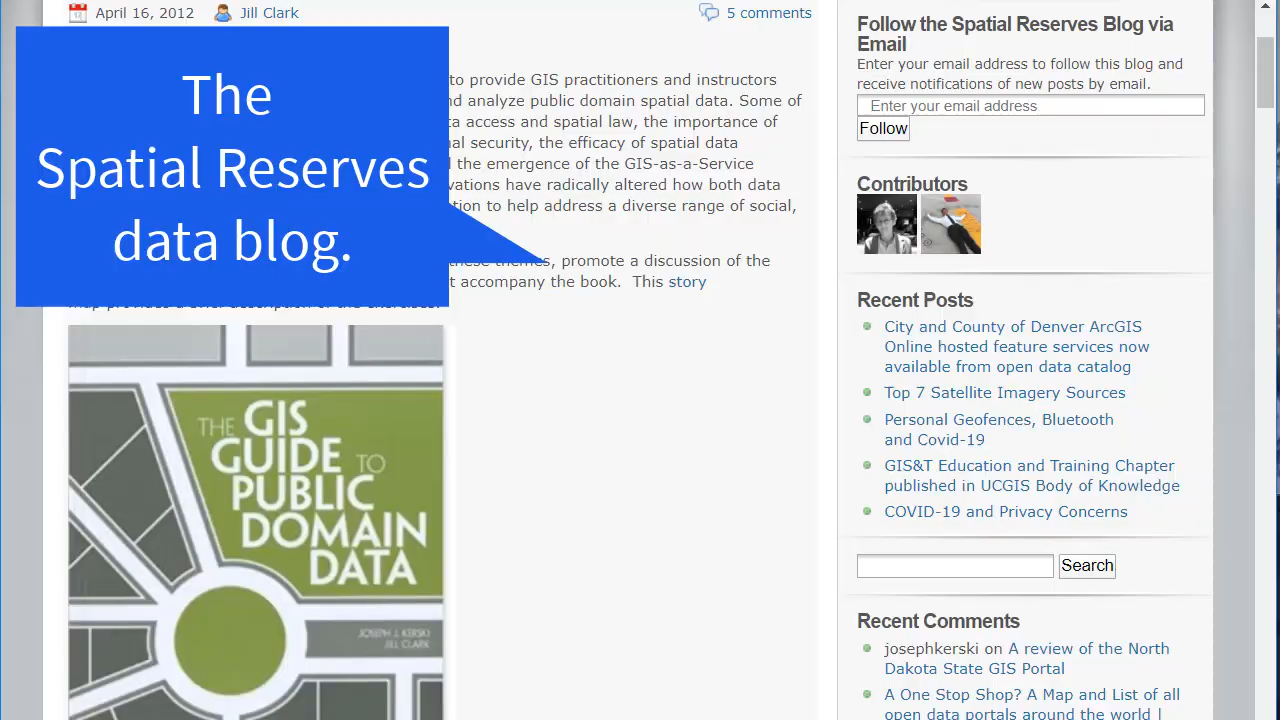 April 16, 2012 Jill Clark 5 comments
The
Spatial Reserves
data blog.
to provide GIS practitioners and instructors
nd analyze public domain spatial data. Some of
ta access and spatial law, the importance of
al security, the efficacy of spatial data
the emergence of the GIS-as-a-Service
vations have radically altered how both data
tion to help address a diverse range of social,
these themes, promote a discussion of the
t accompany the book. This story
THE GIS
GUIDE TO
PUBLIC
DOMAIN
DATA
JOSEPH J. KERSKI
JILL CLARK
Follow the Spatial Reserves Blog via
Email
Enter your email address to follow this blog and
receive notifications of new posts by email.
Enter your email address
Follow
Contributors
Recent Posts
City and County of Denver ArcGIS
Online hosted feature services now
available from open data catalog
Top 7 Satellite Imagery Sources
Personal Geofences, Bluetooth
and Covid-19
GIS&T Education and Training Chapter
published in UCGIS Body of Knowledge
COVID-19 and Privacy Concerns
Search
Recent Comments
josephkerski on A review of the North
Dakota State GIS Portal
A One Stop Shop? A Map and List of all
open data portals around the world |